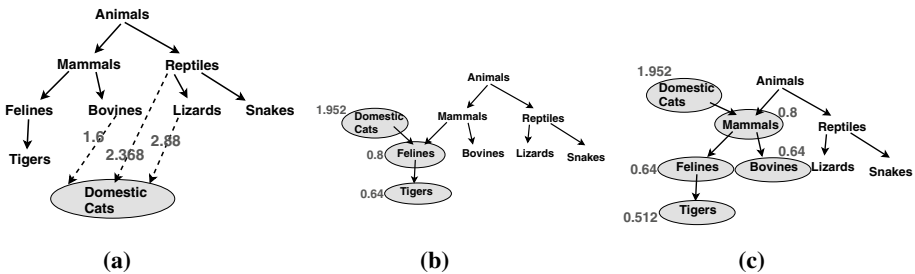 Animals
Mammals Reptiles
Felines Bovines Lizards Snakes
1.6 2.368 2.88
Tigers
Domestic
Cats
(a)
Animals
1.952
Domestic
Cats
Mammals Reptiles
0.8 Felines Bovines Lizards Snakes
0.64 Tigers
(b)
1.952
Animals
Domestic
Cats
0.8
Mammals Reptiles
0.64
0.64 Felines Bovines Lizards Snakes
0.512 Tigers
(c)